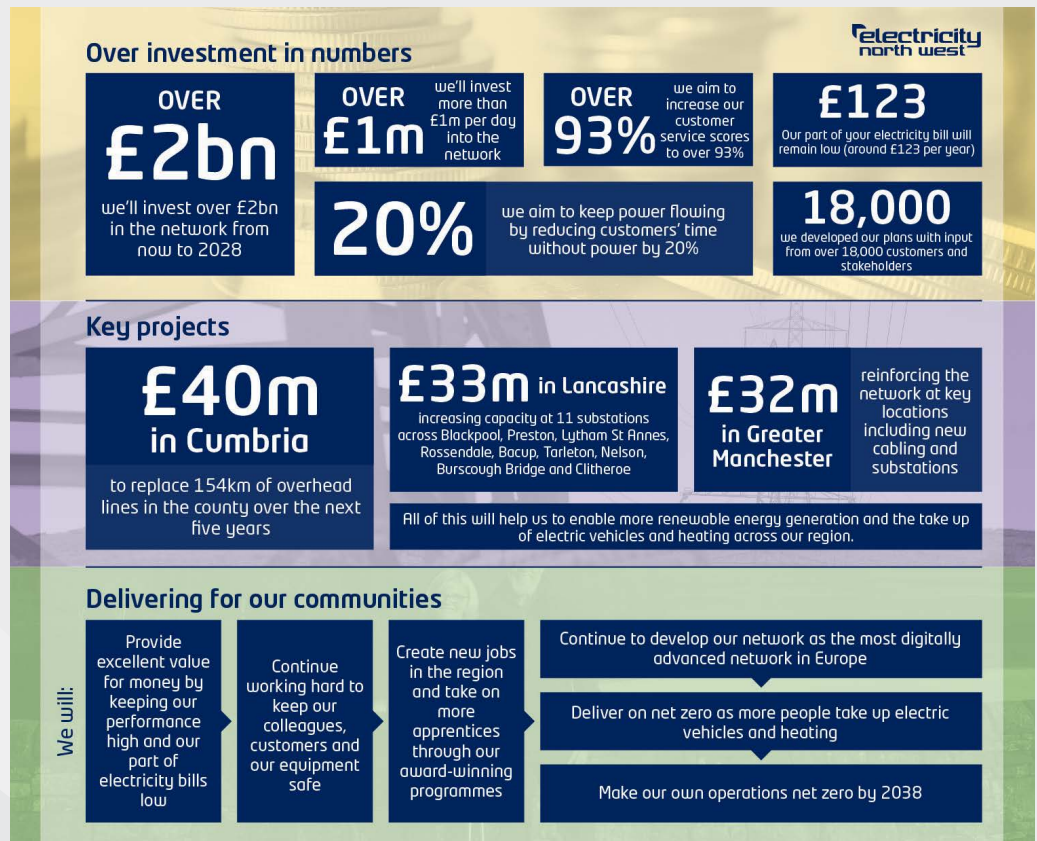 Over investment in numbers
electricity
north west
OVER
£2bn
we'll invest over £2bn
in the network from
now to 2028
OVER
£1m
we'll invest
more than
£1m per day
into the
network
OVER
93%
we aim to
increase our
customer
service scores
to over 93%
£123
Our part of your electricity bill will
remain low (around £123 per year)
20%
we aim to keep power flowing
by reducing customers' time
without power by 20%
18,000
we developed our plans with input
from over 18,000 customers and
stakeholders
Key projects
£40m
in Cumbria
to replace 154km of overhead
lines in the county over the next
five years
£33m in Lancashire
increasing capacity at 11 substations
across Blackpool, Preston, Lytham St Annes,
Rossendale, Bacup, Tarleton, Nelson,
Burscough Bridge and Clitheroe
£32m
in Greater
Manchester
reinforcing the
network at key
locations
including new
cabling and
substations
All of this will help us to enable more renewable energy generation and the take up
of electric vehicles and heating across our region.
Delivering for our communities
We will:
Provide
excellent value
for money by
keeping our
performance
high and our
part of
electricity bills
low
Continue
working hard to
keep our
colleagues,
customers and
our equipment
safe
Create new jobs
in the region
and take on
more
apprentices
through our
award-winning
programmes
Continue to develop our network as the most digitally
advanced network in Europe
Deliver on net zero as more people take up electric
vehicles and heating
Make our own operations net zero by 2038